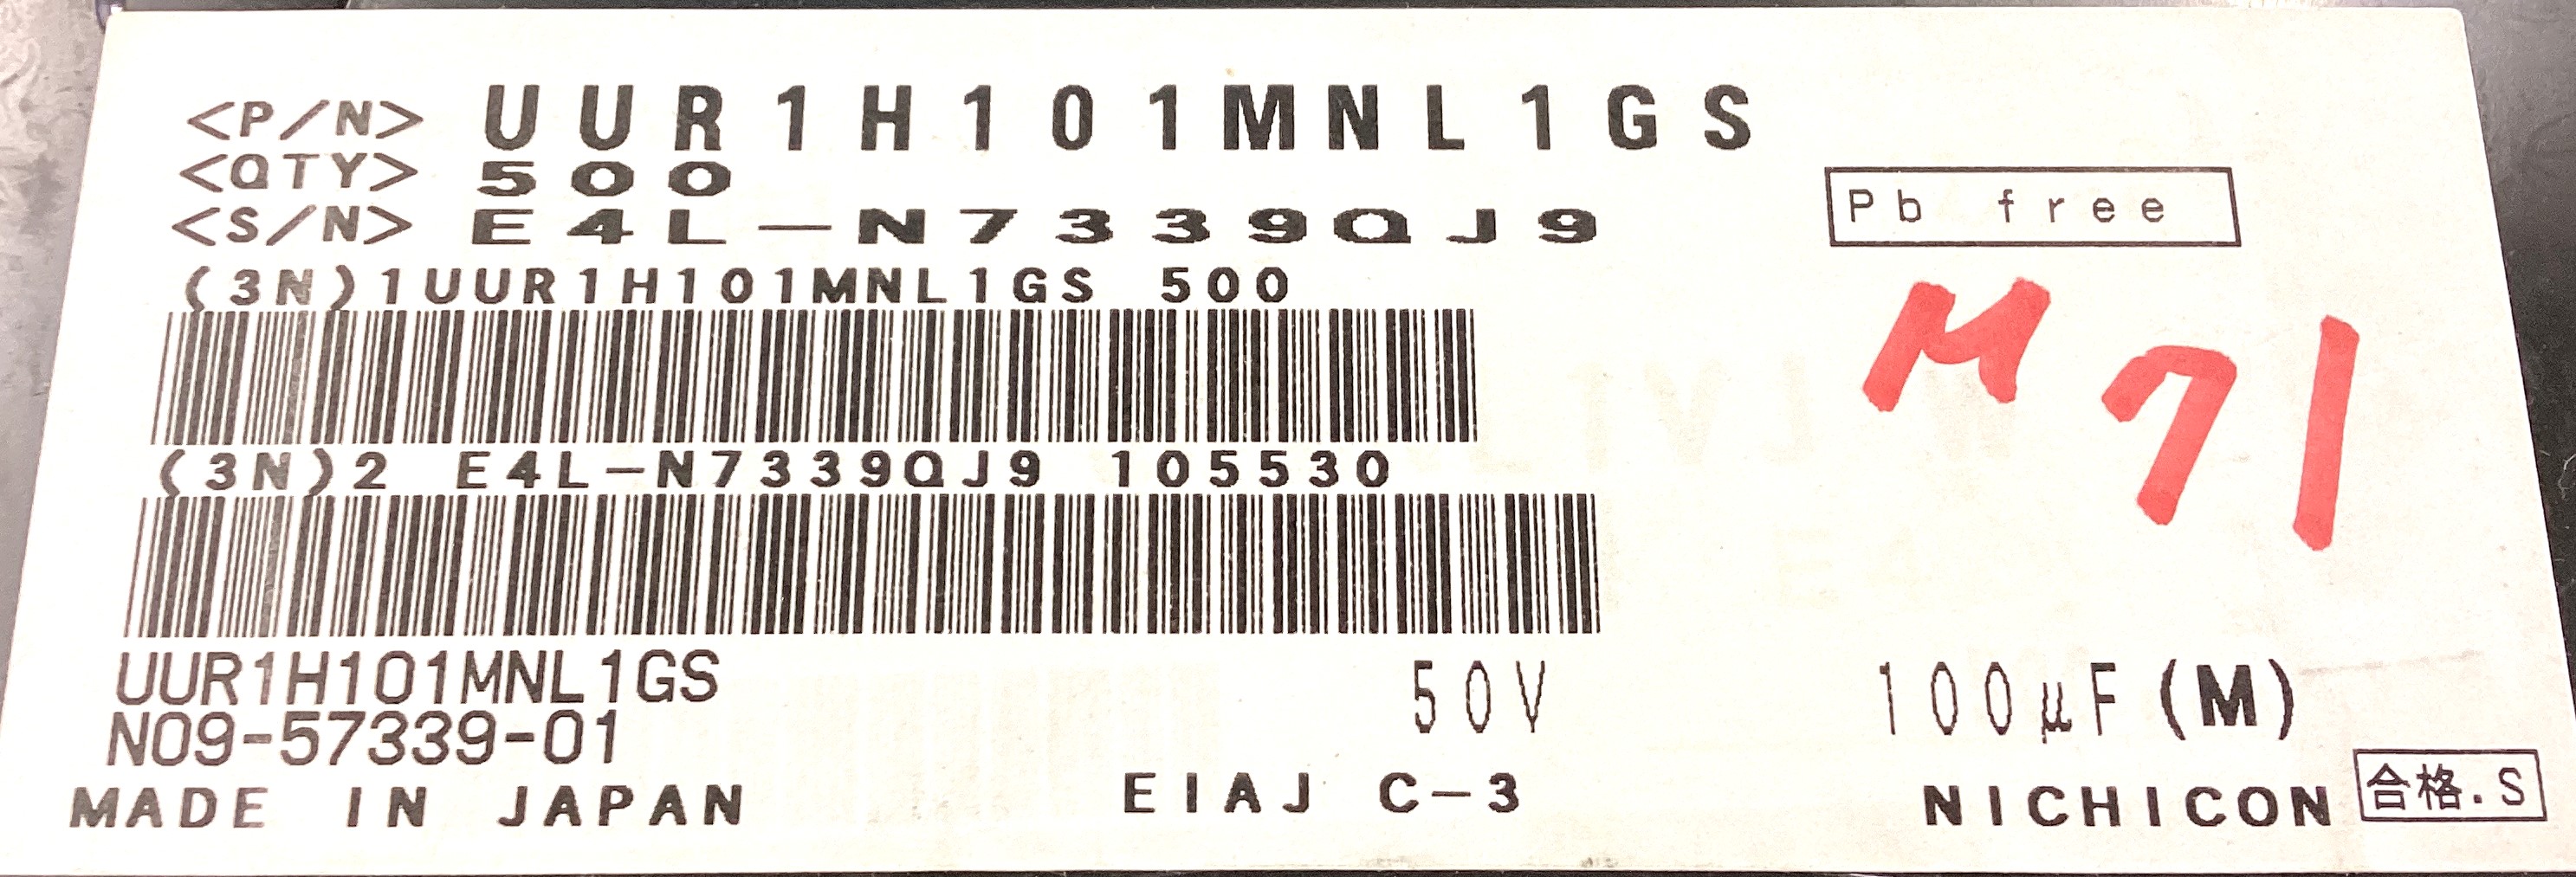 <P/N> UUR1H101MNL1GS
<QTY> 500
<S/N> E4L-N7339QJ9
Pb free
(3N)1UUR1H101MNL1GS 500
M 71
(3N)2 E4L-N7339QJ9 105530
UUR1H101MNL1GS 50V 100μF(M)
N09-57339-01
MADE IN JAPAN EIAJ C-3 NICHICON 合格.S